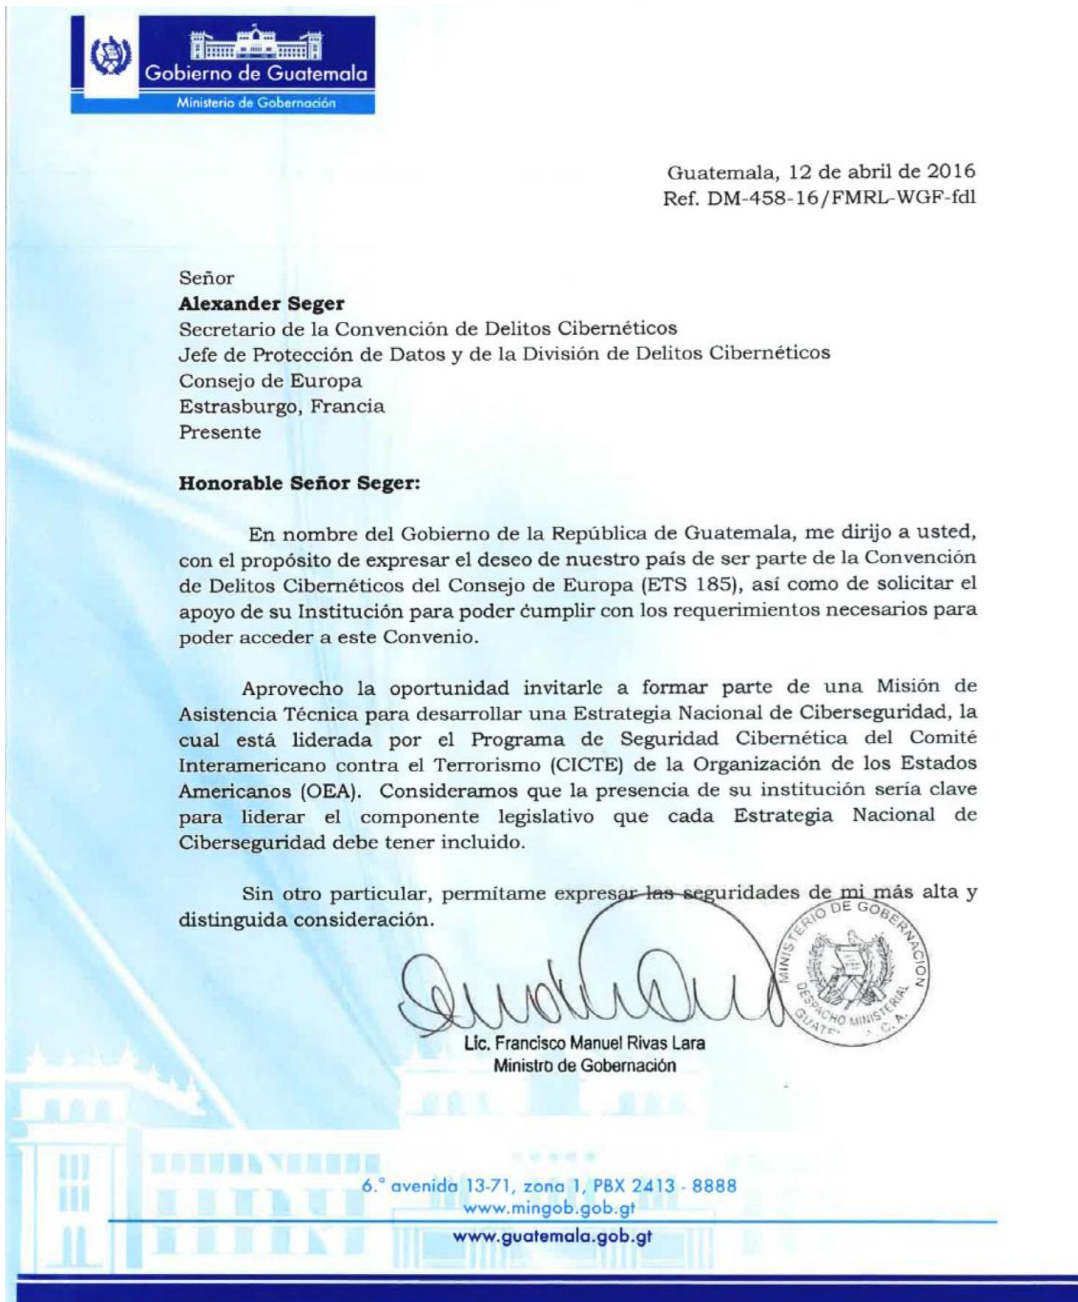 Gobierno de Guatemala
Ministerio de Gobernación
Guatemala, 12 de abril de 2016
Ref. DM-458-16/FMRL-WGF-fdl
Señor
Alexander Seger
Secretario de la Convención de Delitos Cibernéticos
Jefe de Protección de Datos y de la División de Delitos Cibernéticos
Consejo de Europa
Estrasburgo, Francia
Presente
Honorable Señor Seger:
En nombre del Gobierno de la República de Guatemala, me dirijo a usted,
con el propósito de expresar el deseo de nuestro país de ser parte de la Convención
de Delitos Cibernéticos del Consejo de Europa (ETS 185), así como de solicitar el
apoyo de su Institución para poder cumplir con los requerimientos necesarios para
poder acceder a este Convenio.
Aprovecho la oportunidad invitarle a formar parte de una Misión de
Asistencia Técnica para desarrollar una Estrategia Nacional de Ciberseguridad, la
cual está liderada por el Programa de Seguridad Cibernética del Comité
Interamericano contra el Terrorismo (CICTE) de la Organización de los Estados
Americanos (OEA). Consideramos que la presencia de su institución sería clave
para liderar el componente legislativo que cada Estrategia Nacional de
Ciberseguridad debe tener incluido.
Sin otro particular, permítame expresar las seguridades de mi más alta y
distinguida consideración.
MINISTERIO DE GOBERNACION
DESPACHO MINISTERIAL
C. A.
Lic. Francisco Manuel Rivas Lara
Ministro de Gobernación
6.ª avenida 13-71, zona 1, PBX 2413 - 8888
www.mingob.gob.gt
www.guatemala.gob.gt